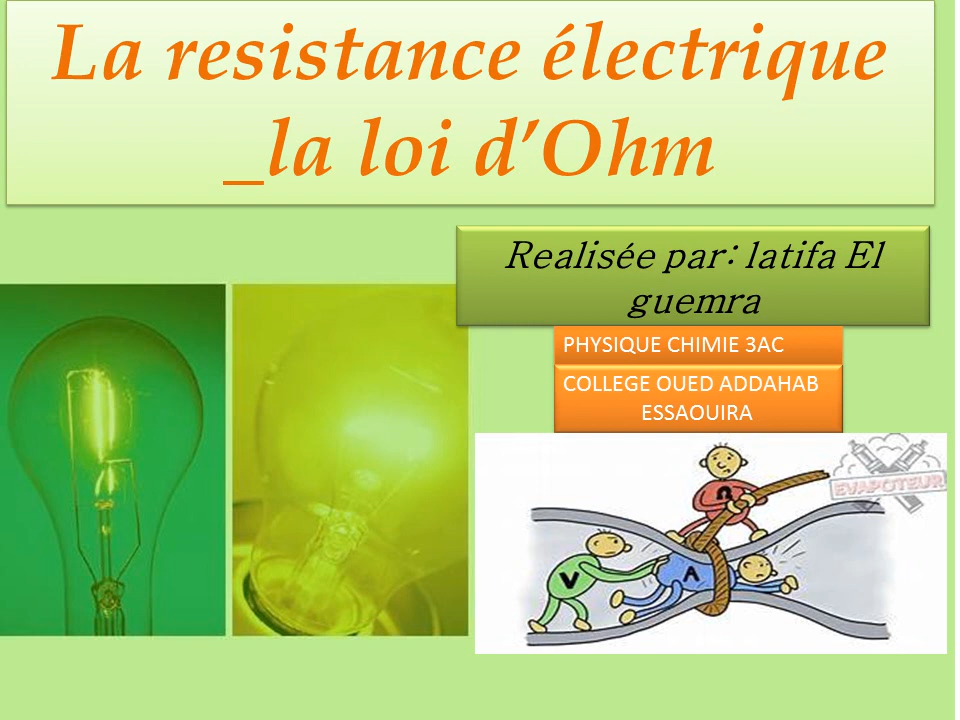 La resistance électrique
_la loi d’Ohm
Realisée par: latifa El
guemra
PHYSIQUE CHIMIE 3AC
COLLEGE OUED ADDAHAB
ESSAOUIRA
EVAPOTEUR
Ω
V
A